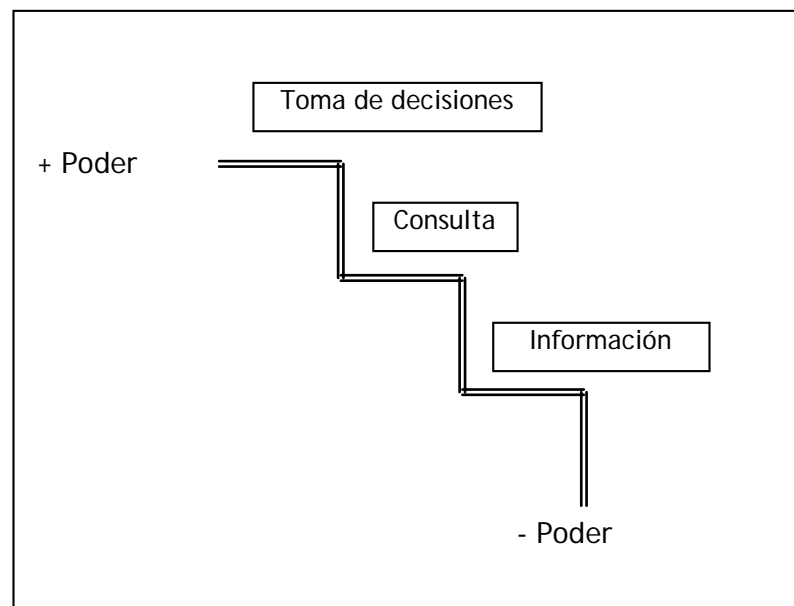 Toma de decisiones
+ Poder
Consulta
Información
- Poder